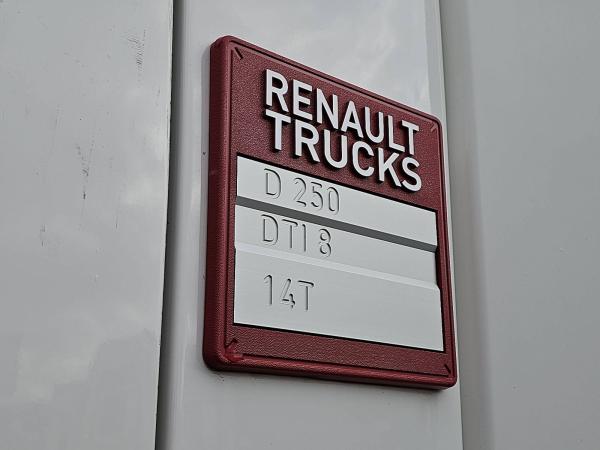 RENAULT
TRUCKS
D 250
DTI 8
14T